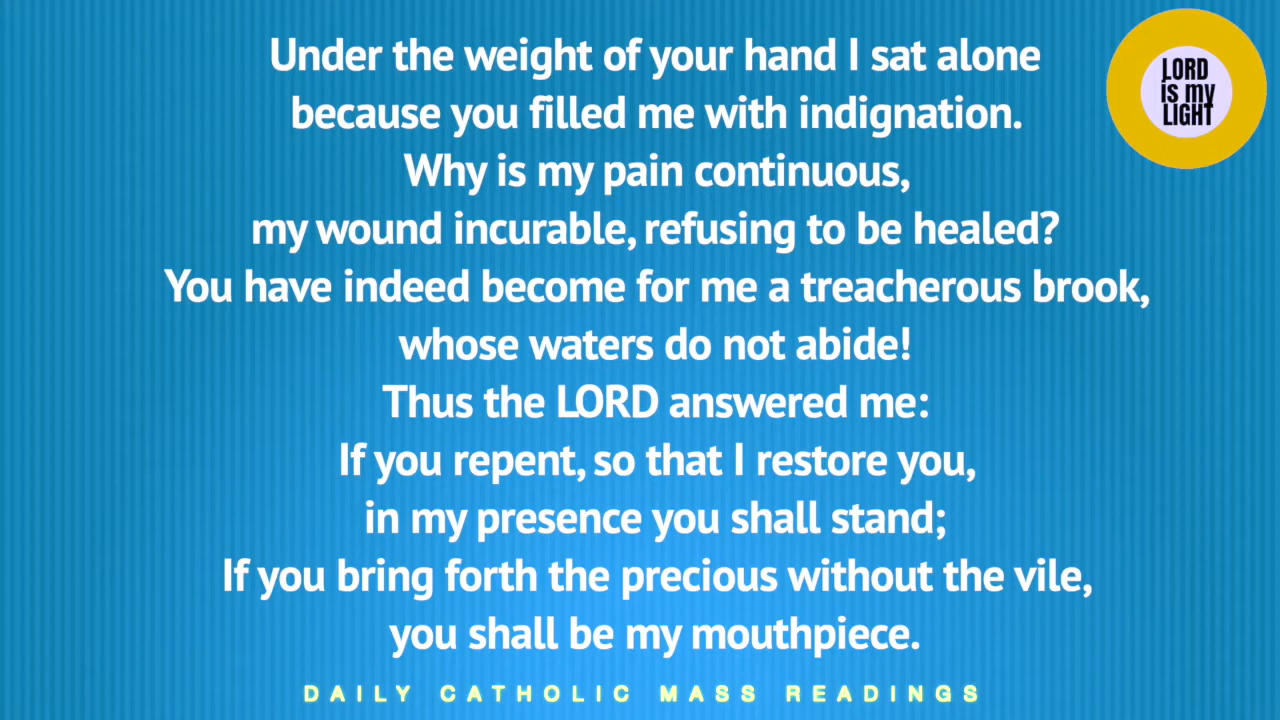 Under the weight of your hand I sat alone
because you filled me with indignation.
Why is my pain continuous,
my wound incurable, refusing to be healed?
You have indeed become for me a treacherous brook,
whose waters do not abide!
Thus the LORD answered me:
If you repent, so that I restore you,
in my presence you shall stand;
If you bring forth the precious without the vile,
you shall be my mouthpiece.
DAILY CATHOLIC MASS READINGS
LORD
is my
LIGHT